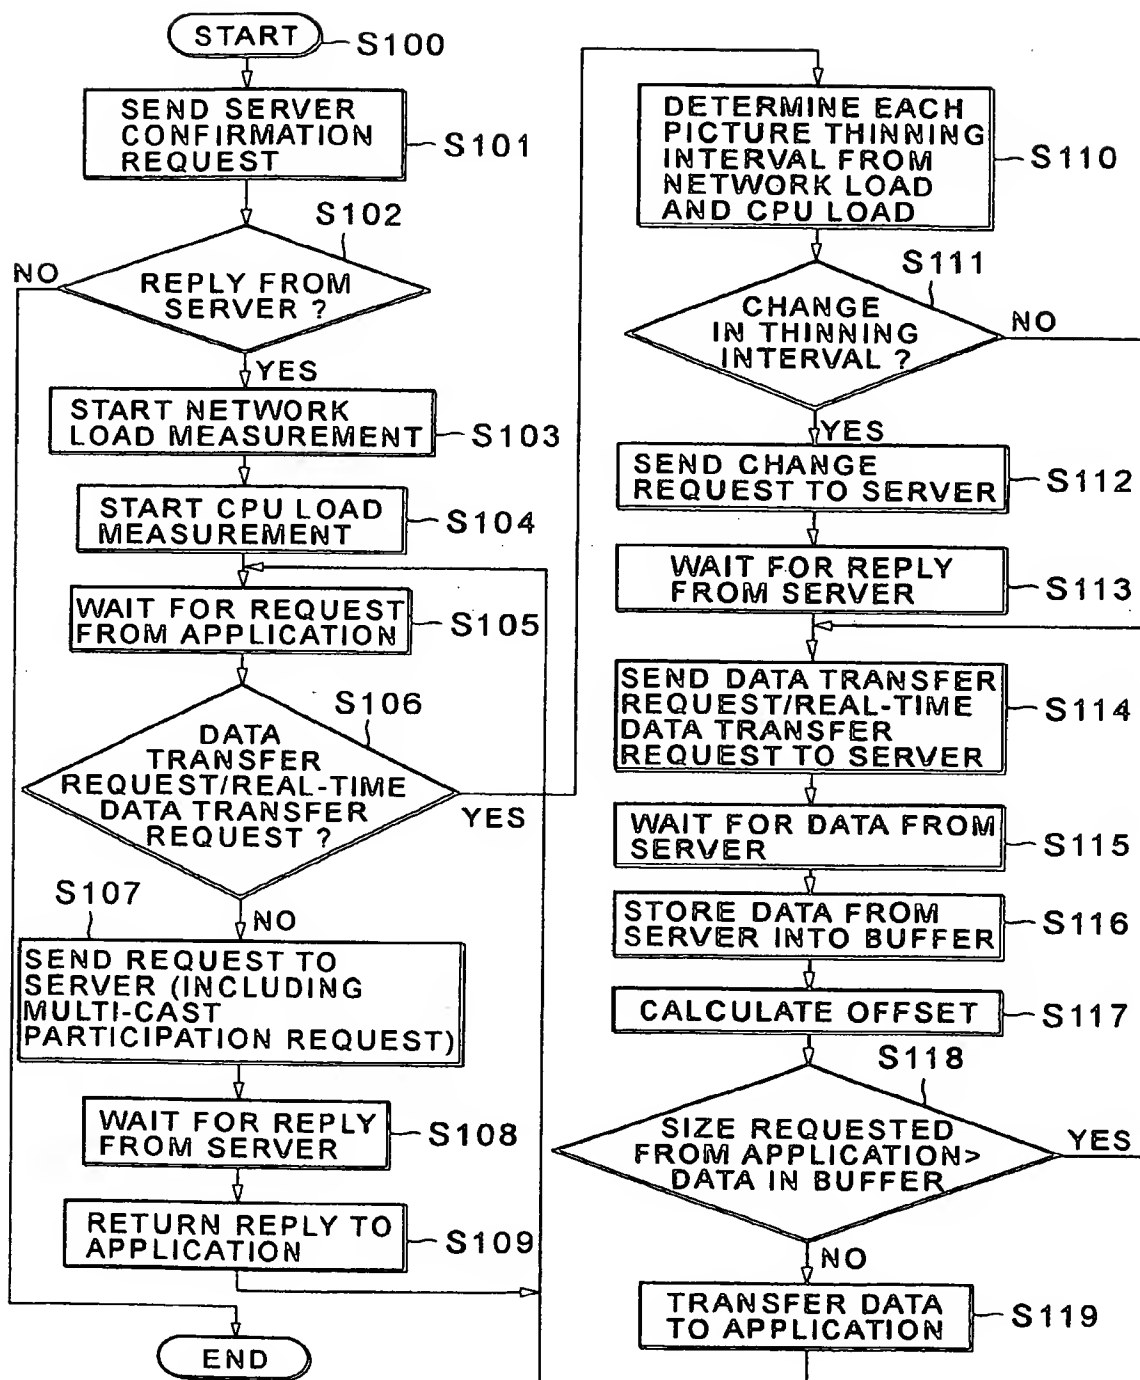 START
S100
SEND SERVER
CONFIRMATION
REQUEST
S101
S102
NO
REPLY FROM
SERVER ?
YES
START NETWORK
LOAD MEASUREMENT
S103
START CPU LOAD
MEASUREMENT
S104
WAIT FOR REQUEST
FROM APPLICATION
S105
S106
DATA
TRANSFER
REQUEST/REAL-TIME
DATA TRANSFER
REQUEST ?
YES
S107
NO
SEND REQUEST TO
SERVER (INCLUDING
MULTI-CAST
PARTICIPATION REQUEST)
WAIT FOR REPLY
FROM SERVER
S108
RETURN REPLY TO
APPLICATION
S109
END
DETERMINE EACH
PICTURE THINNING
INTERVAL FROM
NETWORK LOAD
AND CPU LOAD
S110
S111
CHANGE
IN THINNING
INTERVAL ?
NO
YES
SEND CHANGE
REQUEST TO SERVER
S112
WAIT FOR REPLY
FROM SERVER
S113
SEND DATA TRANSFER
REQUEST/REAL-TIME
DATA TRANSFER
REQUEST TO SERVER
S114
WAIT FOR DATA FROM
SERVER
S115
STORE DATA FROM
SERVER INTO BUFFER
S116
CALCULATE OFFSET
S117
S118
SIZE REQUESTED
FROM APPLICATION>
DATA IN BUFFER
YES
NO
TRANSFER DATA
TO APPLICATION
S119